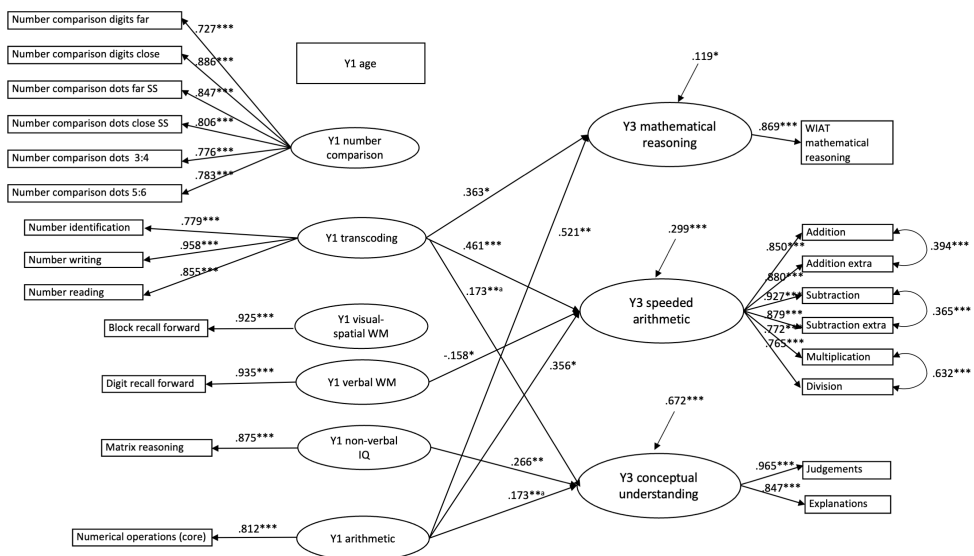 Number comparison digits far
.727***
Number comparison digits close
.886***
Number comparison dots far SS
.847***
Number comparison dots close SS
.806***
Number comparison dots 3:4
.776***
Number comparison dots 5:6
.783***
Y1 age
Y1 number
comparison
Number identification
.779***
Number writing
.958***
Number reading
.855***
Y1 transcoding
Block recall forward
.925***
Y1 visual-
spatial WM
Digit recall forward
.935***
Y1 verbal WM
Matrix reasoning
.875***
Y1 non-verbal
IQ
Numerical operations (core)
.812***
Y1 arithmetic
.363*
.461***
.173**a
.521**
-.158*
.356*
.266**
.173**a
.119*
Y3 mathematical
reasoning
.869***
WIAT
mathematical
reasoning
.299***
Y3 speeded
arithmetic
.850***
Addition
.880***
Addition extra
.394***
.927***
Subtraction
.879***
Subtraction extra
.365***
.772***
Multiplication
.765***
Division
.632***
.672***
Y3 conceptual
understanding
.965***
Judgements
.847***
Explanations